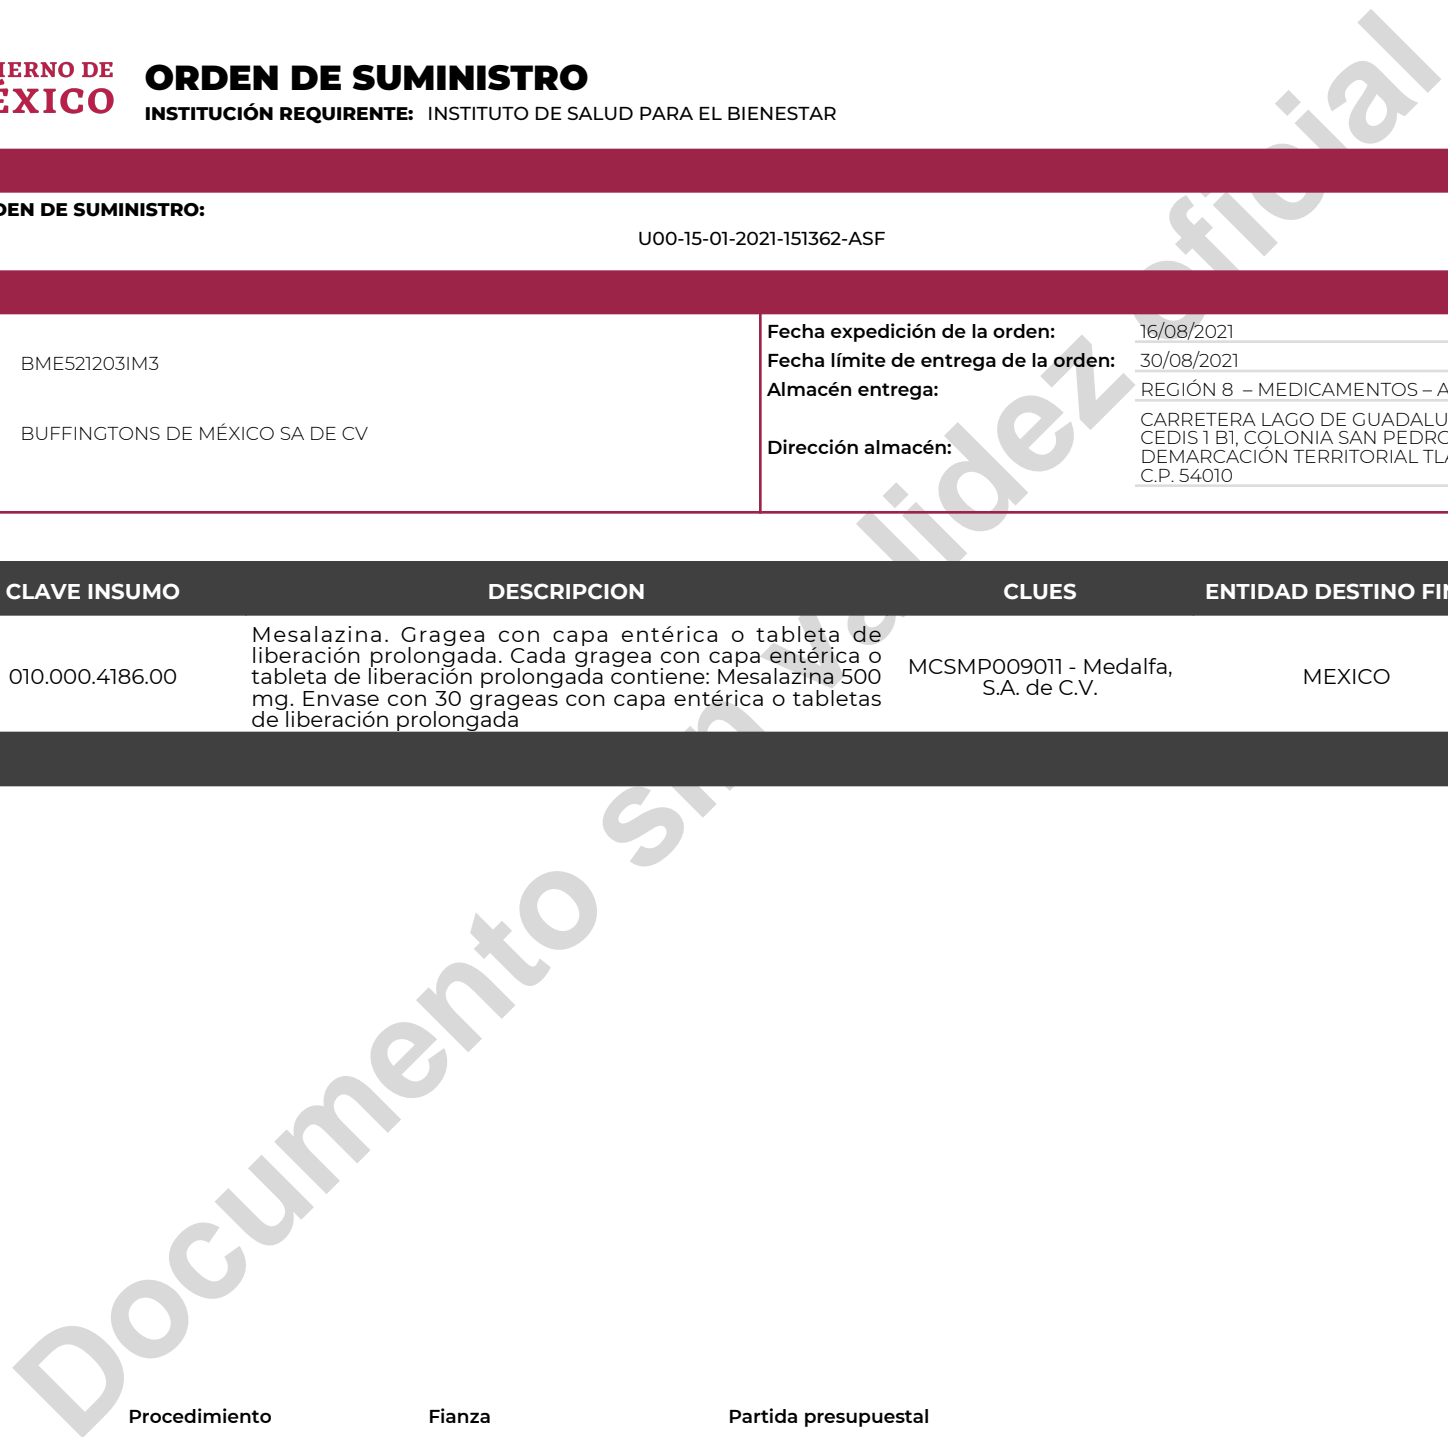 IERNO DE
ÉXICO
ORDEN DE SUMINISTRO
INSTITUCIÓN REQUIRENTE: INSTITUTO DE SALUD PARA EL BIENESTAR
DEN DE SUMINISTRO:
U00-15-01-2021-151362-ASF
BME521203IM3
BUFFINGTONS DE MÉXICO SA DE CV
Fecha expedición de la orden: 16/08/2021
Fecha límite de entrega de la orden: 30/08/2021
Almacén entrega: REGIÓN 8 – MEDICAMENTOS – A
Dirección almacén:
CARRETERA LAGO DE GUADALU
CEDIS 1 B1, COLONIA SAN PEDRO
DEMARCACIÓN TERRITORIAL TLA
C.P. 54010
CLAVE INSUMO DESCRIPCION CLUES ENTIDAD DESTINO FIN
010.000.4186.00
Mesalazina. Gragea con capa entérica o tableta de
liberación prolongada. Cada gragea con capa entérica o
tableta de liberación prolongada contiene: Mesalazina 500
mg. Envase con 30 grageas con capa entérica o tabletas
de liberación prolongada
MCSMP009011 - Medalfa,
S.A. de C.V.
MEXICO
Documento sin validez oficial
Procedimiento Fianza Partida presupuestal